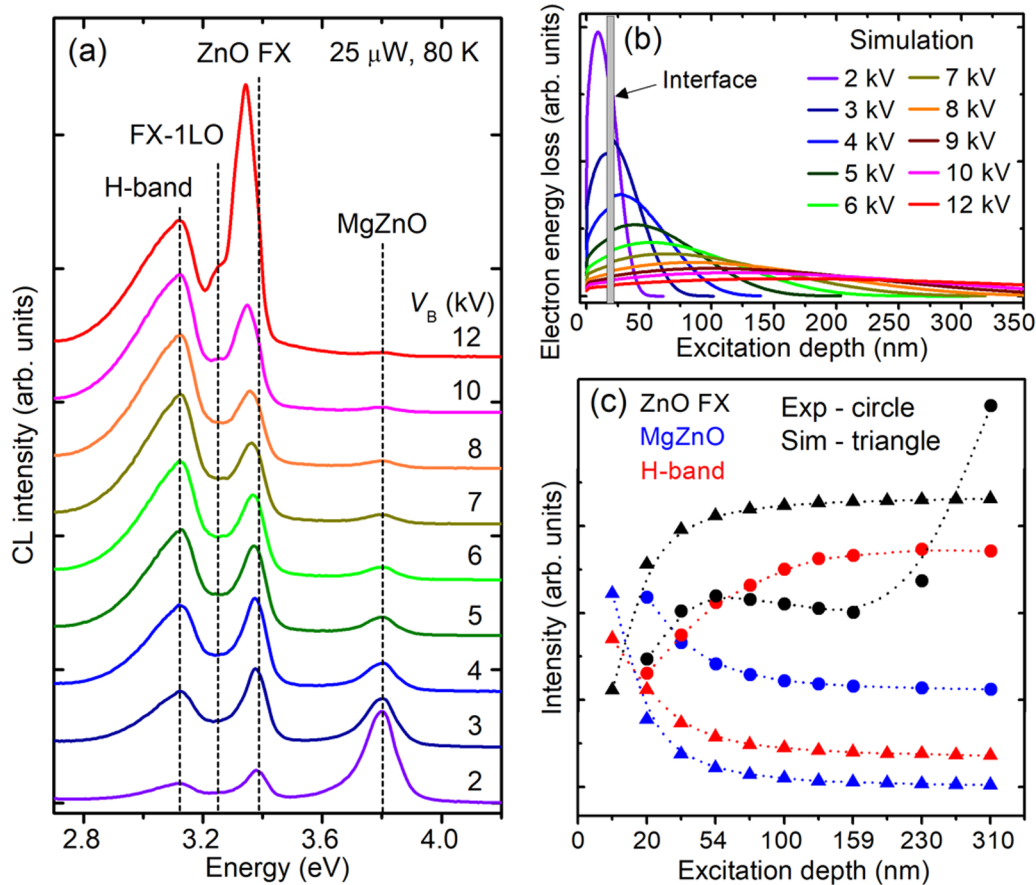 (a)
ZnO FX
25 μW, 80 K
FX-1LO
H-band
MgZnO
V_B (kV)
12
10
8
7
6
5
4
3
2
CL intensity (arb. units)
2.8 3.2 3.6 4.0
Energy (eV)
(b)
Simulation
Interface
2 kV 7 kV
3 kV 8 kV
4 kV 9 kV
5 kV 10 kV
6 kV 12 kV
Electron energy loss (arb. units)
0 50 100 150 200 250 300 350
Excitation depth (nm)
(c)
ZnO FX
MgZnO
H-band
Exp - circle
Sim - triangle
Intensity (arb. units)
0 20 54 100 159 230 310
Excitation depth (nm)